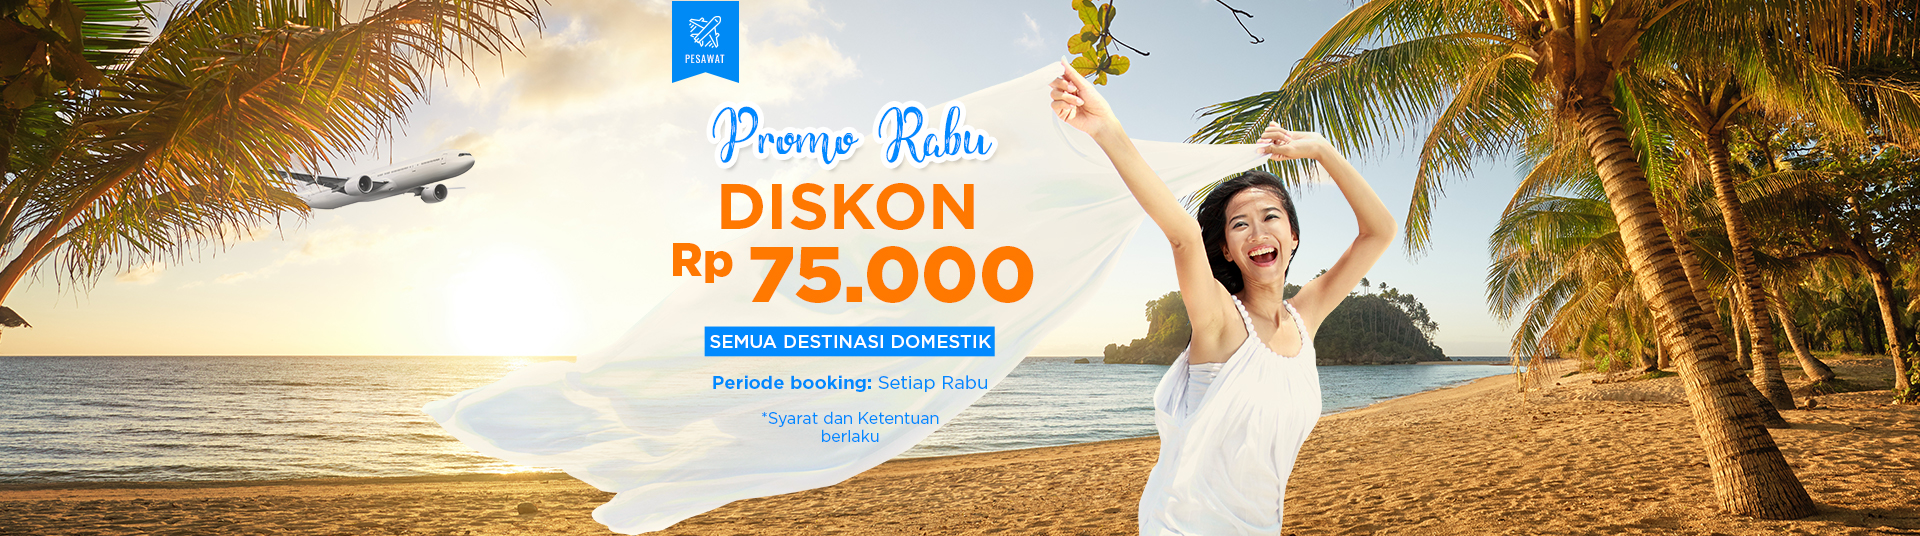 PESAWAT
Promo Rabu
DISKON
Rp 75.000
SEMUA DESTINASI DOMESTIK
Periode booking: Setiap Rabu
*Syarat dan Ketentuan
berlaku